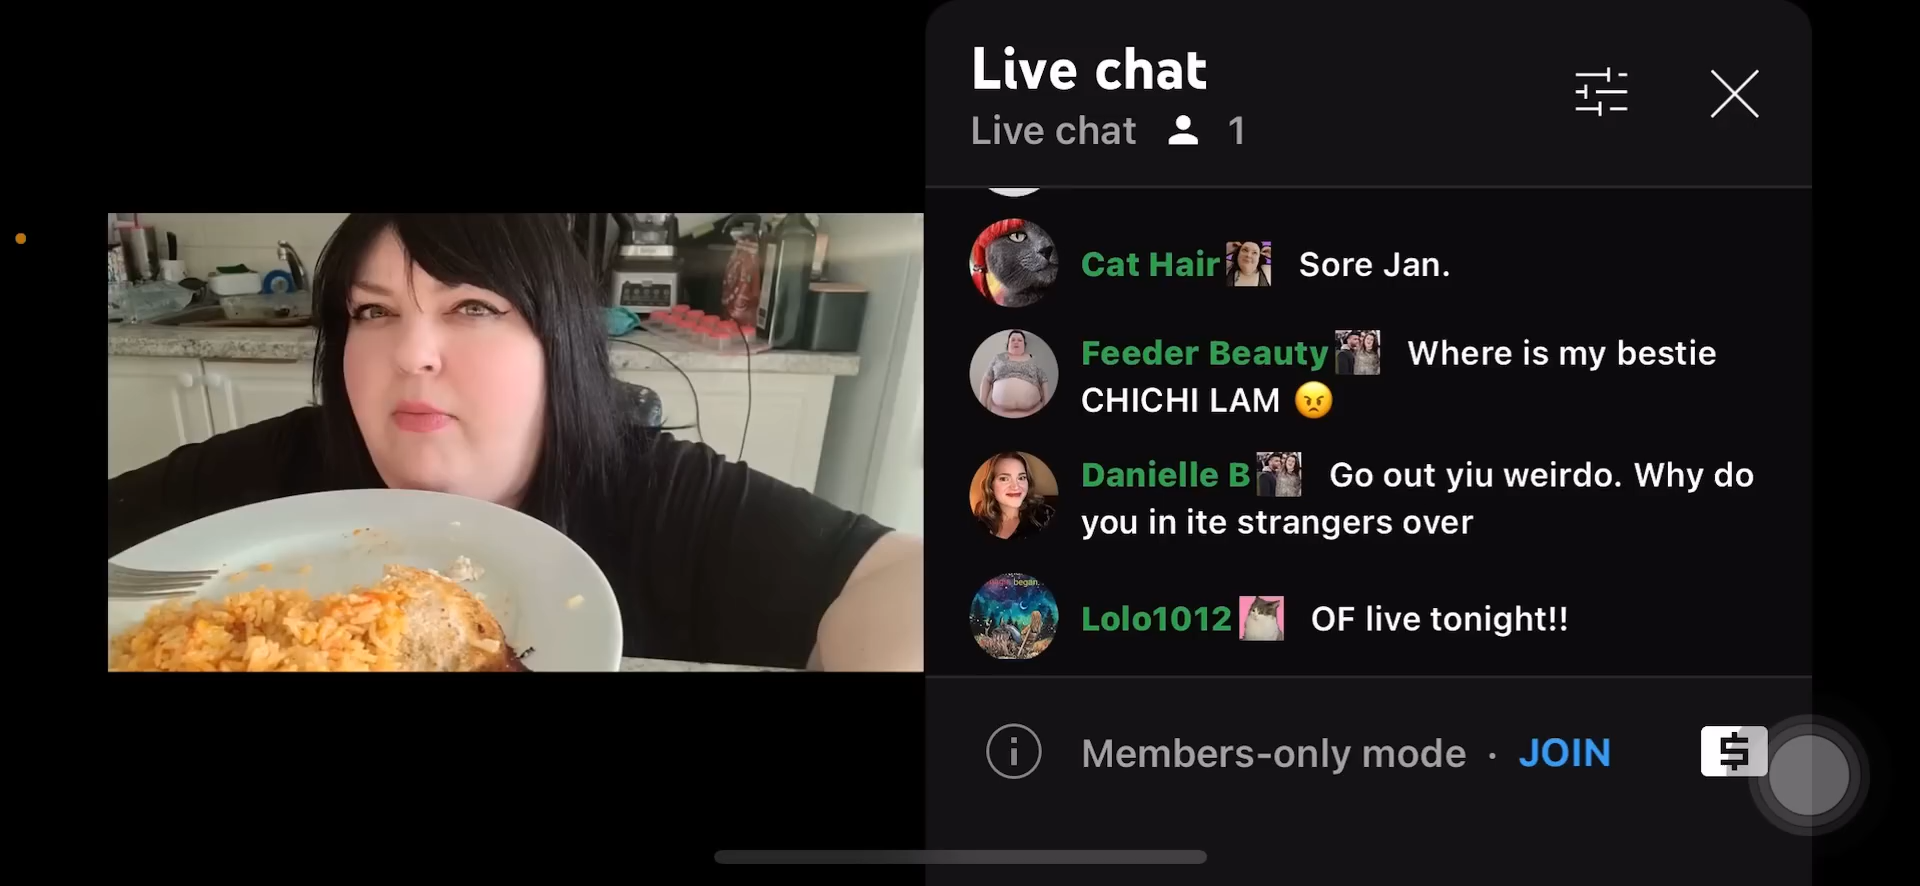 Live chat
Live chat 1
Cat Hair Sore Jan.
Feeder Beauty Where is my bestie
CHICHI LAM 😠
Danielle B Go out yiu weirdo. Why do
you in ite strangers over
began.
Lolo1012 OF live tonight!!
Members-only mode · JOIN
$